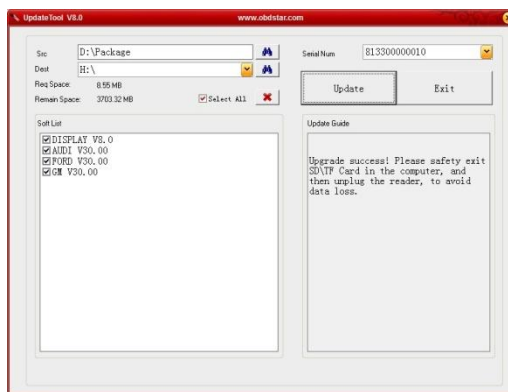 UpdateTool V8.0
www.obdstar.com
Src D:\Package
Dest H:\
Req Space: 8.55 MB
Remain Space: 3703.32 MB
Select All
Serial Num 813300000010
Update
Exit
Soft List
DISPLAY V8.0
AUDI V30.00
FORD V30.00
GM V30.00
Update Guide
Upgrade success! Please safety exit
SD\TF Card in the computer, and
then unplug the reader, to avoid
data loss.